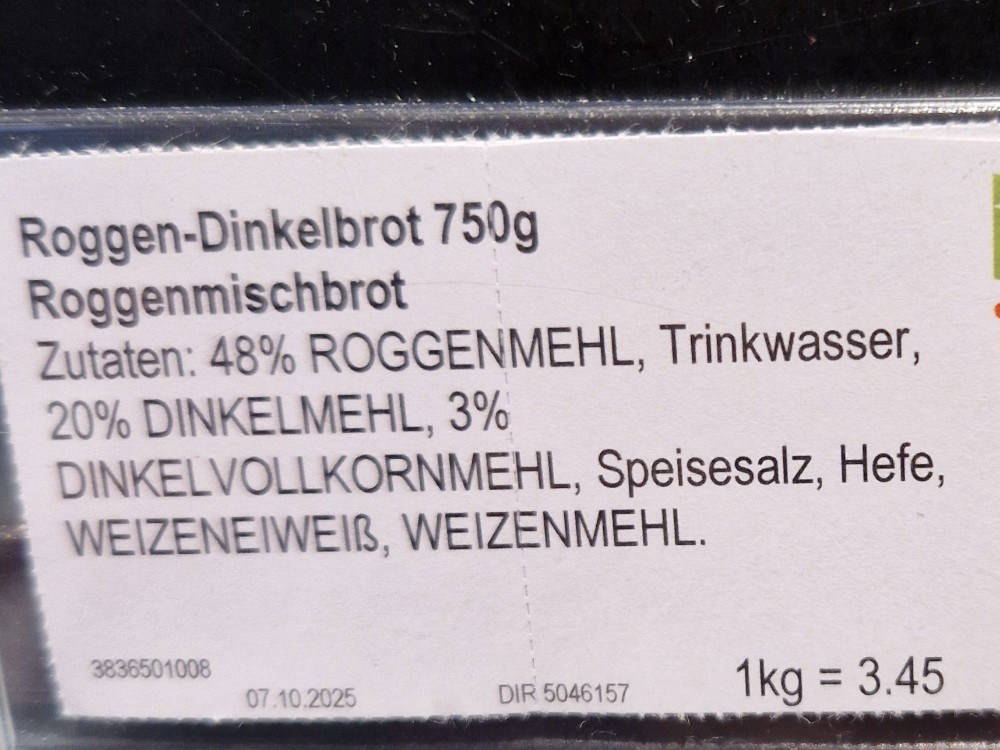 Roggen-Dinkelbrot 750g
Roggenmischbrot
Zutaten: 48% ROGGENMEHL, Trinkwasser,
20% DINKELMEHL, 3%
DINKELVOLLKORNMEHL, Speisesalz, Hefe,
WEIZENEIWEIß, WEIZENMEHL.
3836501008
07.10.2025
DIR 5046157
1kg = 3.45